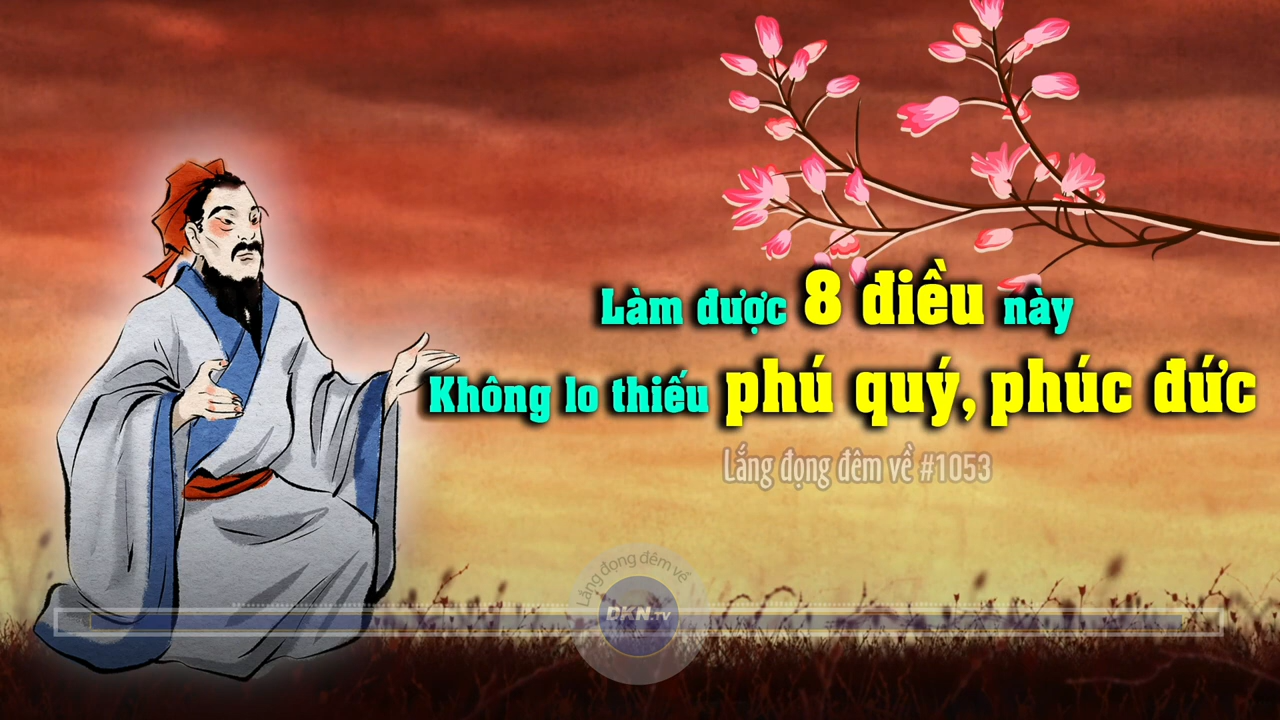 Làm được 8 điều này
Không lo thiếu phú quý, phúc đức
Lắng đọng đêm về #1053
Lắng đọng đêm về
DKN.TV